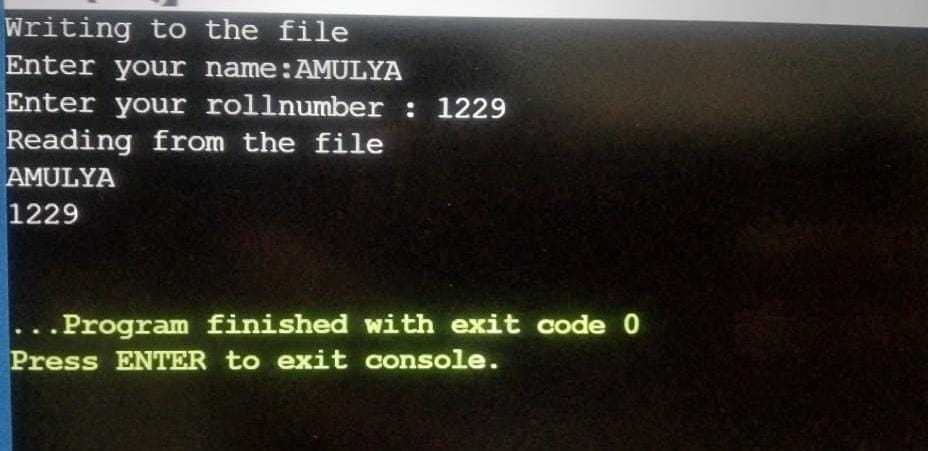 Writing to the file
Enter your name:AMULYA
Enter your rollnumber : 1229
Reading from the file
AMULYA
1229
...Program finished with exit code 0
Press ENTER to exit console.